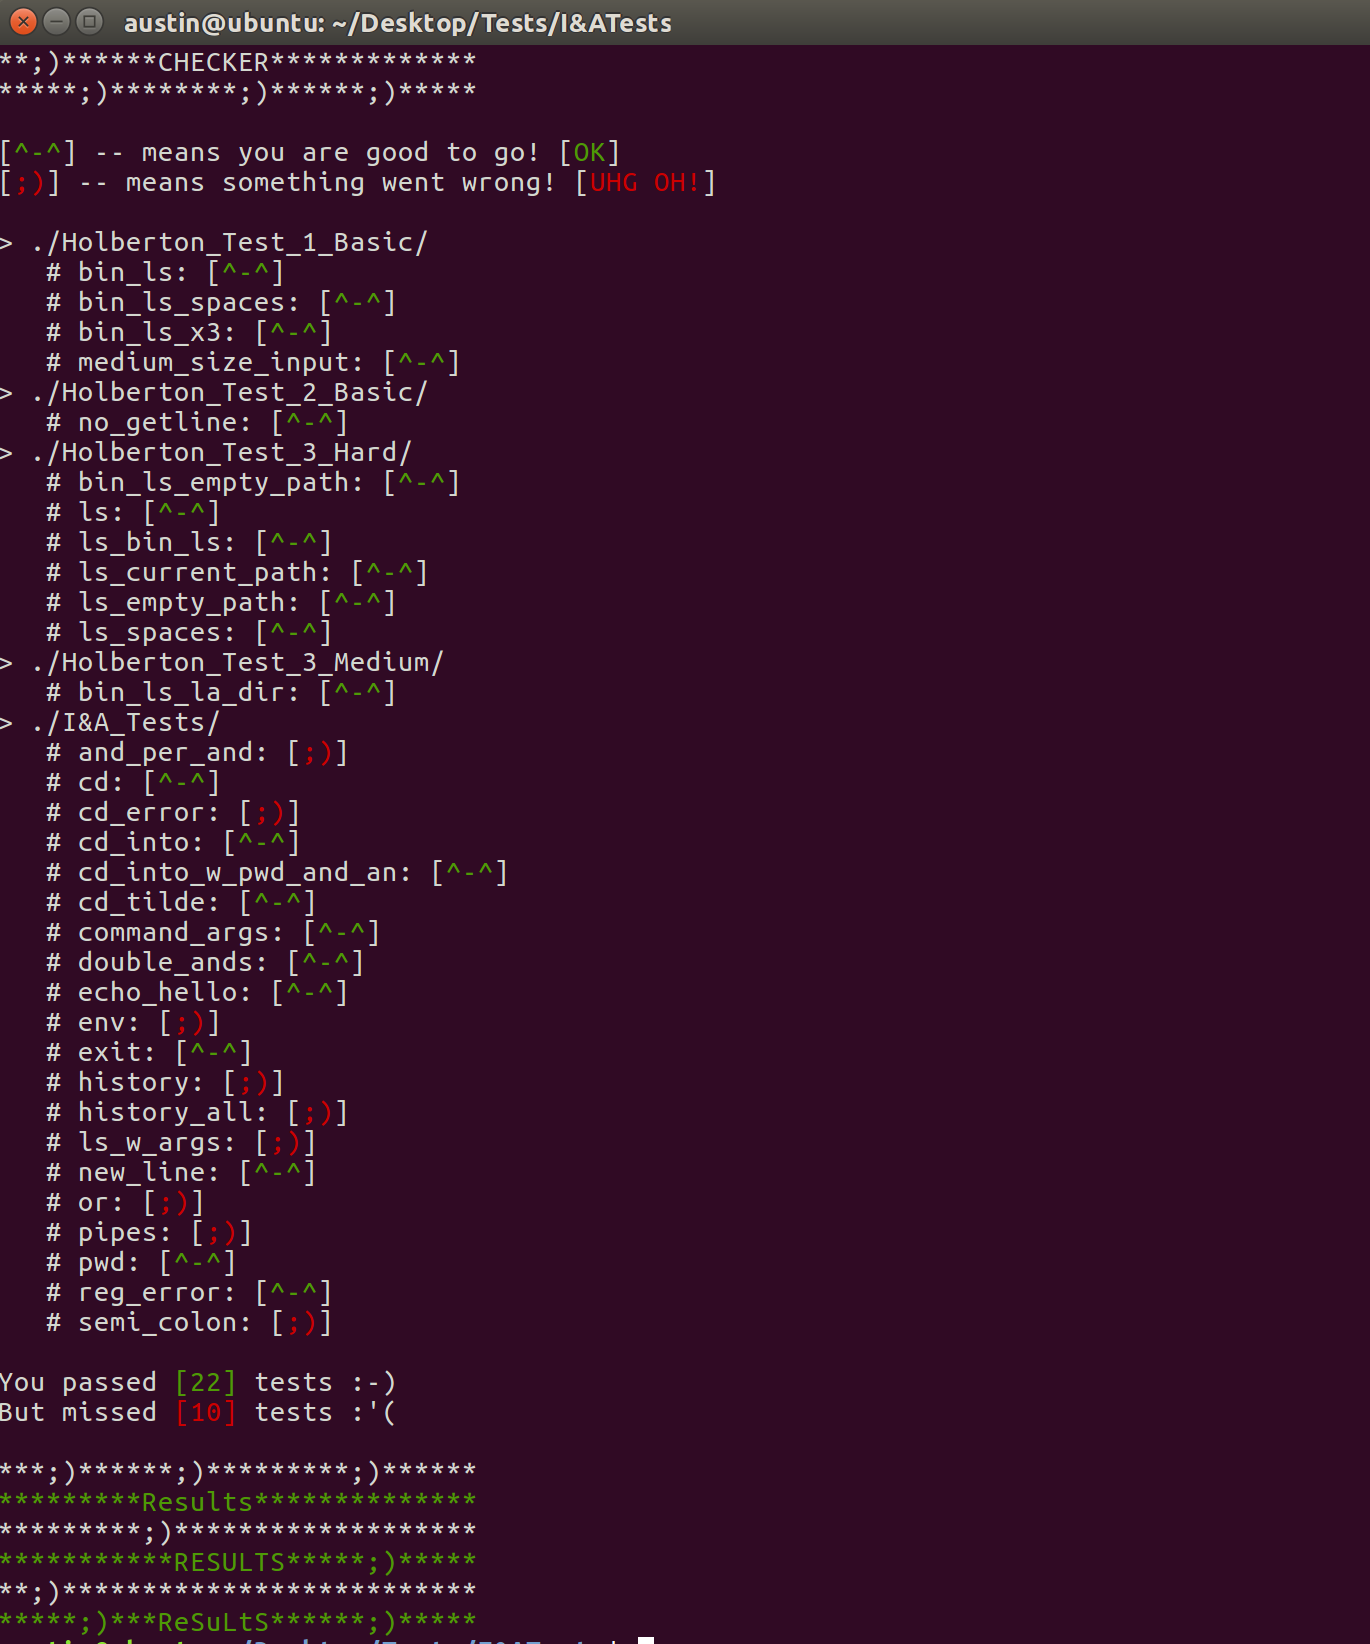 austin@ubuntu: ~/Desktop/Tests/I&ATests
**;)******CHECKER*************
*****;)********;)******;)*****
[^-^] -- means you are good to go! [OK]
[;)] -- means something went wrong! [UHG OH!]
> ./Holberton_Test_1_Basic/
# bin_ls: [^-^]
# bin_ls_spaces: [^-^]
# bin_ls_x3: [^-^]
# medium_size_input: [^-^]
> ./Holberton_Test_2_Basic/
# no_getline: [^-^]
> ./Holberton_Test_3_Hard/
# bin_ls_empty_path: [^-^]
# ls: [^-^]
# ls_bin_ls: [^-^]
# ls_current_path: [^-^]
# ls_empty_path: [^-^]
# ls_spaces: [^-^]
> ./Holberton_Test_3_Medium/
# bin_ls_la_dir: [^-^]
> ./I&A_Tests/
# and_per_and: [;)]
# cd: [^-^]
# cd_error: [;)]
# cd_into: [^-^]
# cd_into_w_pwd_and_an: [^-^]
# cd_tilde: [^-^]
# command_args: [^-^]
# double_ands: [^-^]
# echo_hello: [^-^]
# env: [;)]
# exit: [^-^]
# history: [;)]
# history_all: [;)]
# ls_w_args: [;)]
# new_line: [^-^]
# or: [;)]
# pipes: [;)]
# pwd: [^-^]
# reg_error: [^-^]
# semi_colon: [;)]
You passed [22] tests :-)
But missed [10] tests :'(
***;)******;)*********;)******
*********Results**************
*********;)*******************
***********RESULTS*****;)*****
**;)**************************
*****;)***ReSuLtS******;)*****